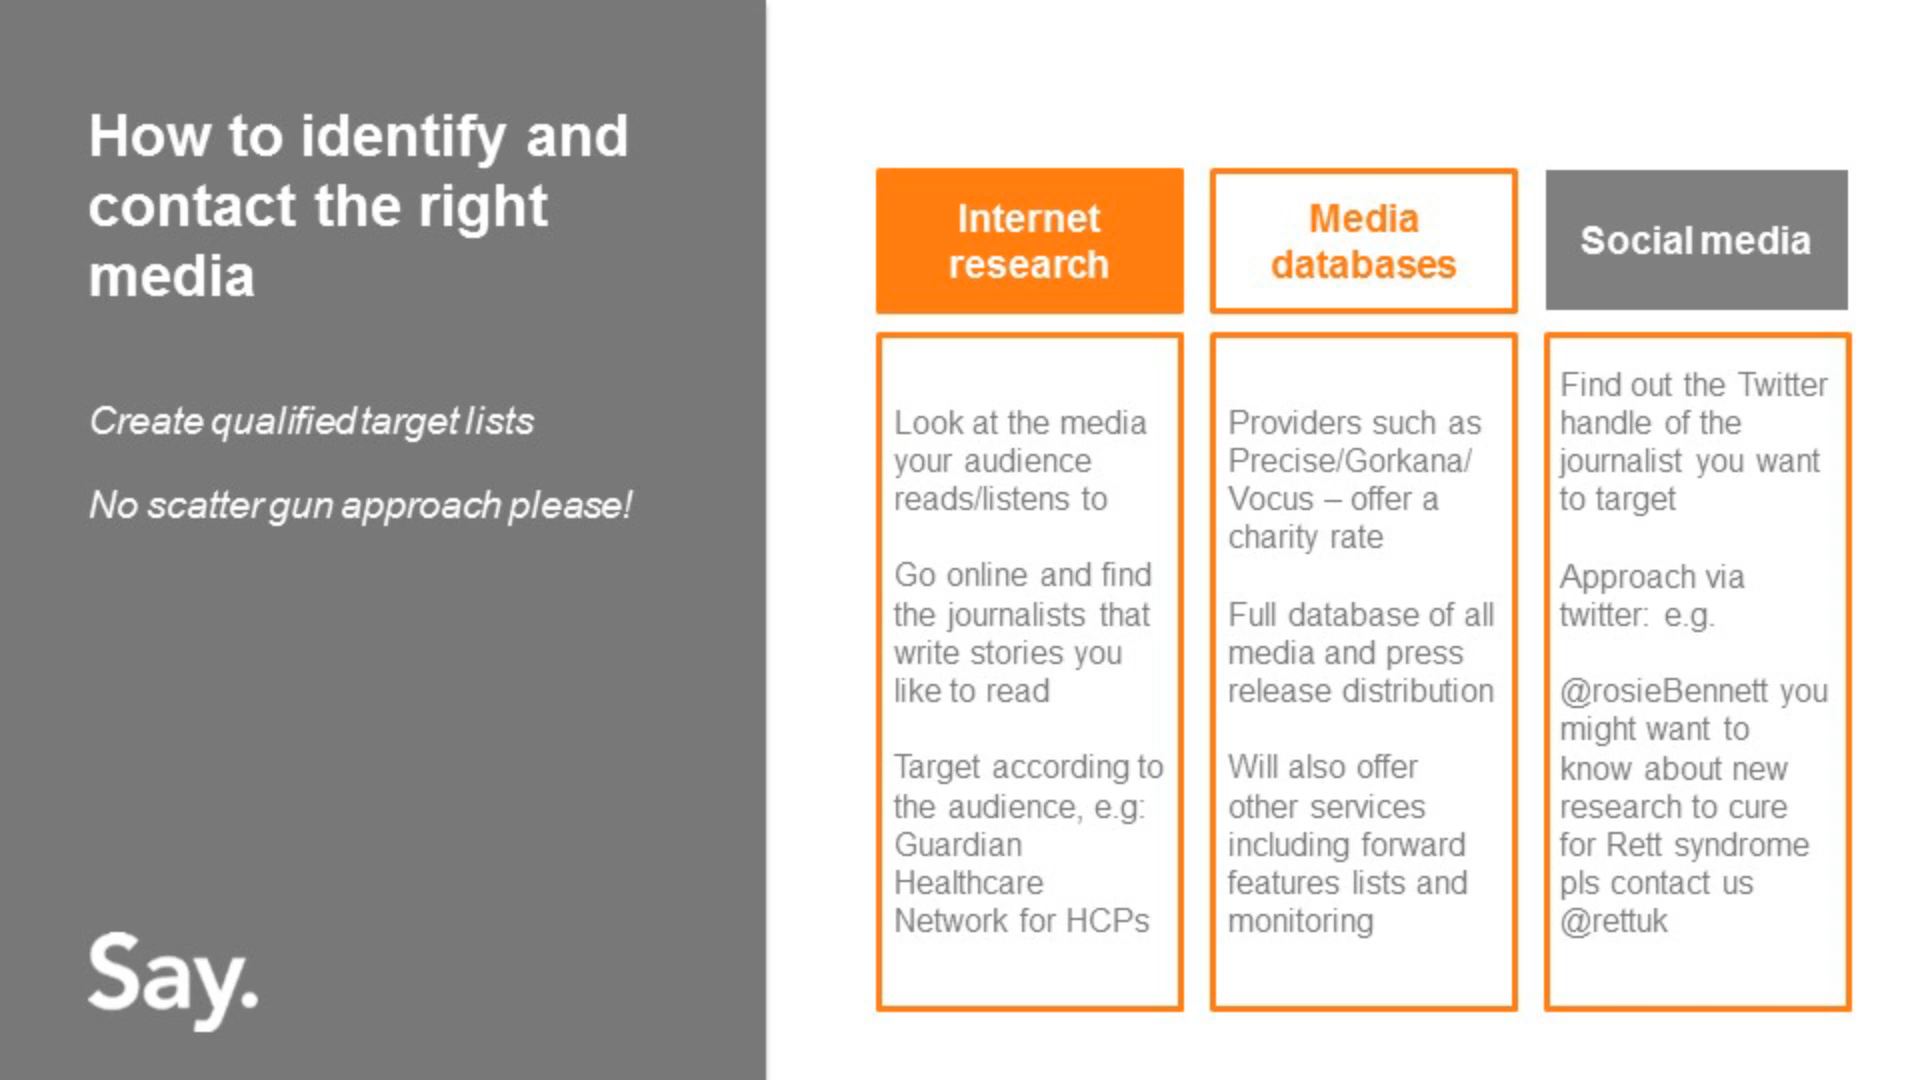 How to identify and
contact the right
media
Create qualified target lists
No scatter gun approach please!
Say.
Internet
research
Look at the media
your audience
reads/listens to
Go online and find
the journalists that
write stories you
like to read
Target according to
the audience, e.g:
Guardian
Healthcare
Network for HCPs
Media
databases
Providers such as
Precise/Gorkana/
Vocus – offer a
charity rate
Full database of all
media and press
release distribution
Will also offer
other services
including forward
features lists and
monitoring
Social media
Find out the Twitter
handle of the
journalist you want
to target
Approach via
twitter: e.g.
@rosieBennett you
might want to
know about new
research to cure
for Rett syndrome
pls contact us
@rettuk